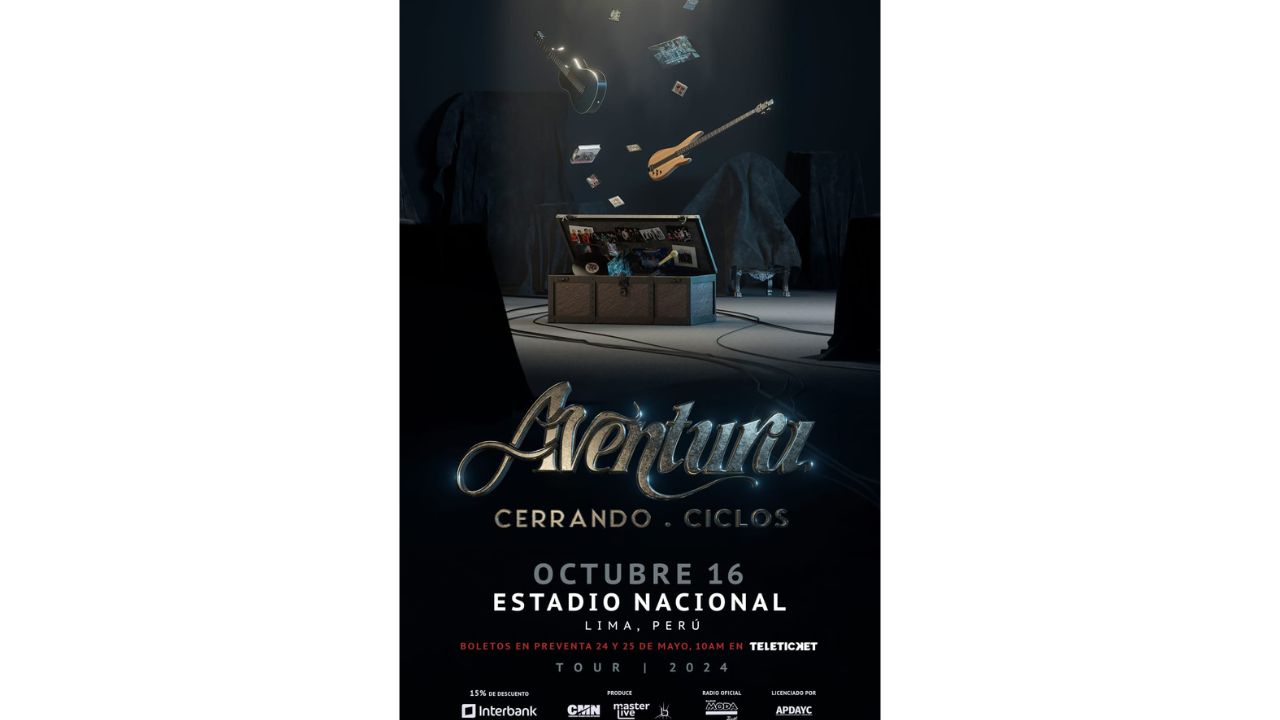 Aventura
CERRANDO . CICLOS
OCTUBRE 16
ESTADIO NACIONAL
LIMA, PERÚ
BOLETOS EN PREVENTA 24 Y 25 DE MAYO, 10AM EN TELETICKET
TOUR | 2024
15% DE DESCUENTO PRODUCE RADIO OFICIAL LICENCIADO POR
Interbank CMN master live MODA APDAYC